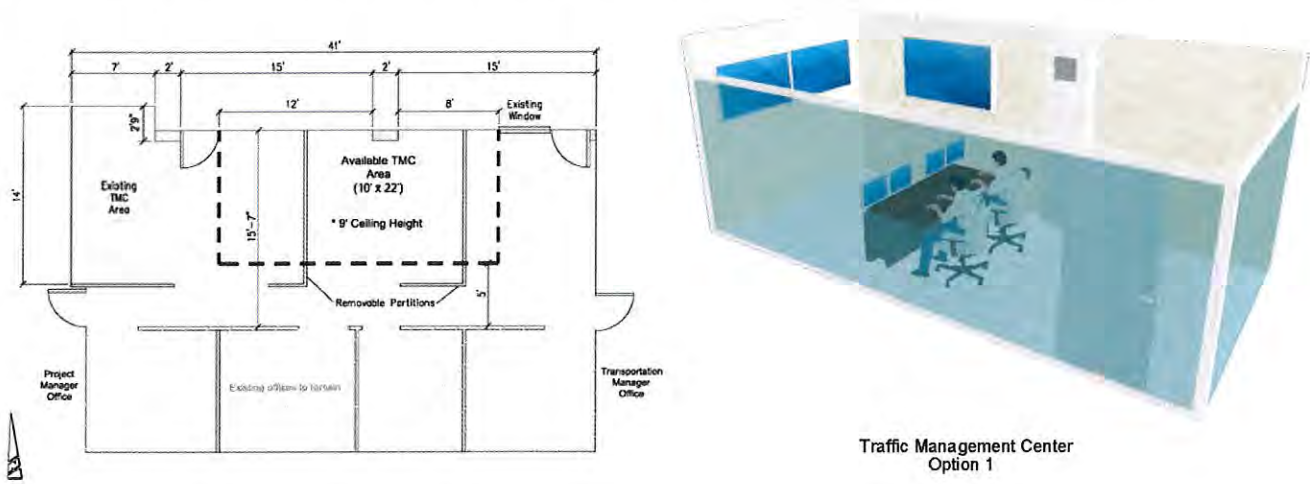 41'
7'
2'
15'
2'
15'
12'
8'
Existing
Window
2'9"
14'
Existing
TMC
Area
15'-7"
Available TMC
Area
(10' x 22')
* 9' Ceiling Height
5'
Removable Partitions
Project
Manager
Office
Existing offices to remain
Transportation
Manager
Office
Traffic Management Center
Option 1